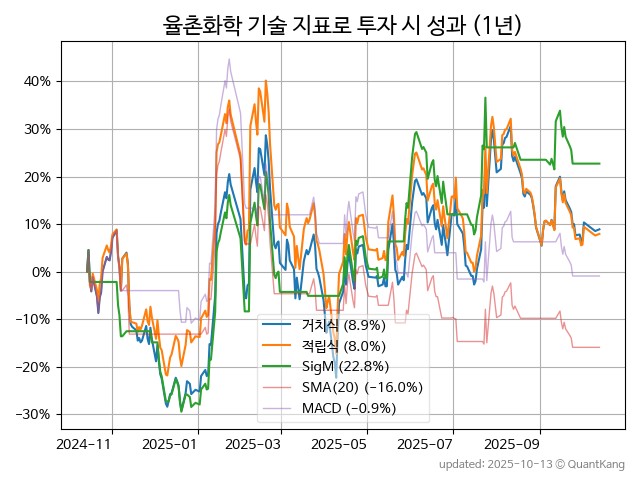 율촌화학 기술 지표로 투자 시 성과 (1년)
40%
30%
20%
10%
0%
−10%
−20%
−30%
거치식 (8.9%)
적립식 (8.0%)
SigM (22.8%)
SMA(20) (−16.0%)
MACD (−0.9%)
2024-11
2025-01
2025-03
2025-05
2025-07
2025-09
updated: 2025-10-13 © QuantKang